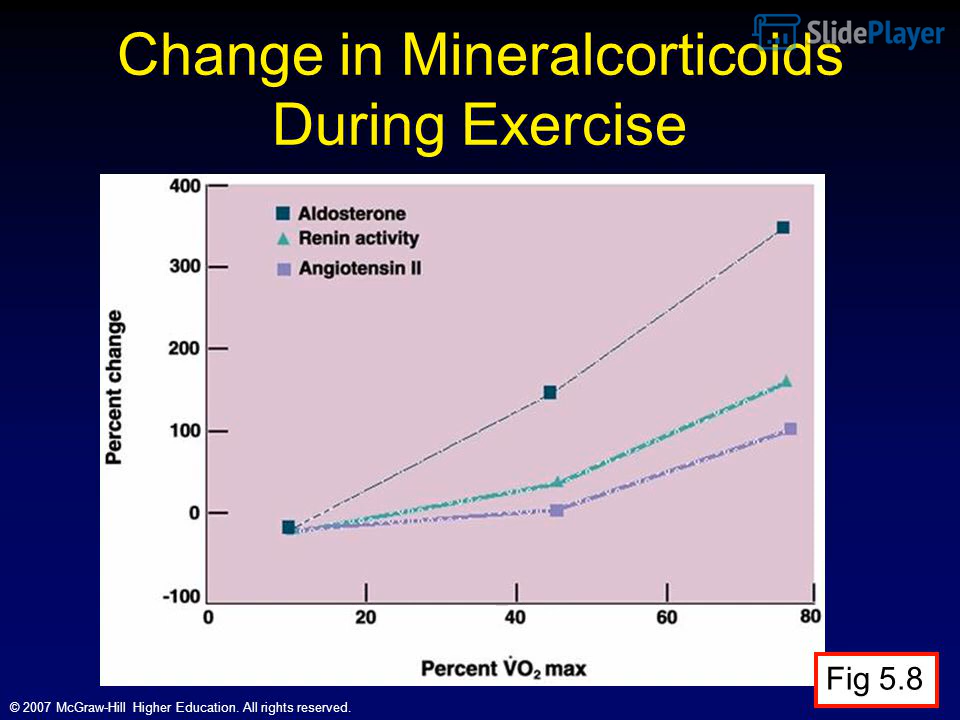 SlidePlayer
Change in Mineralcorticoids
During Exercise
400
300
200
100
0
-100
Percent change
Aldosterone
Renin activity
Angiotensin II
0 20 40 60 80
Percent V̇O₂ max
Fig 5.8
© 2007 McGraw-Hill Higher Education. All rights reserved.